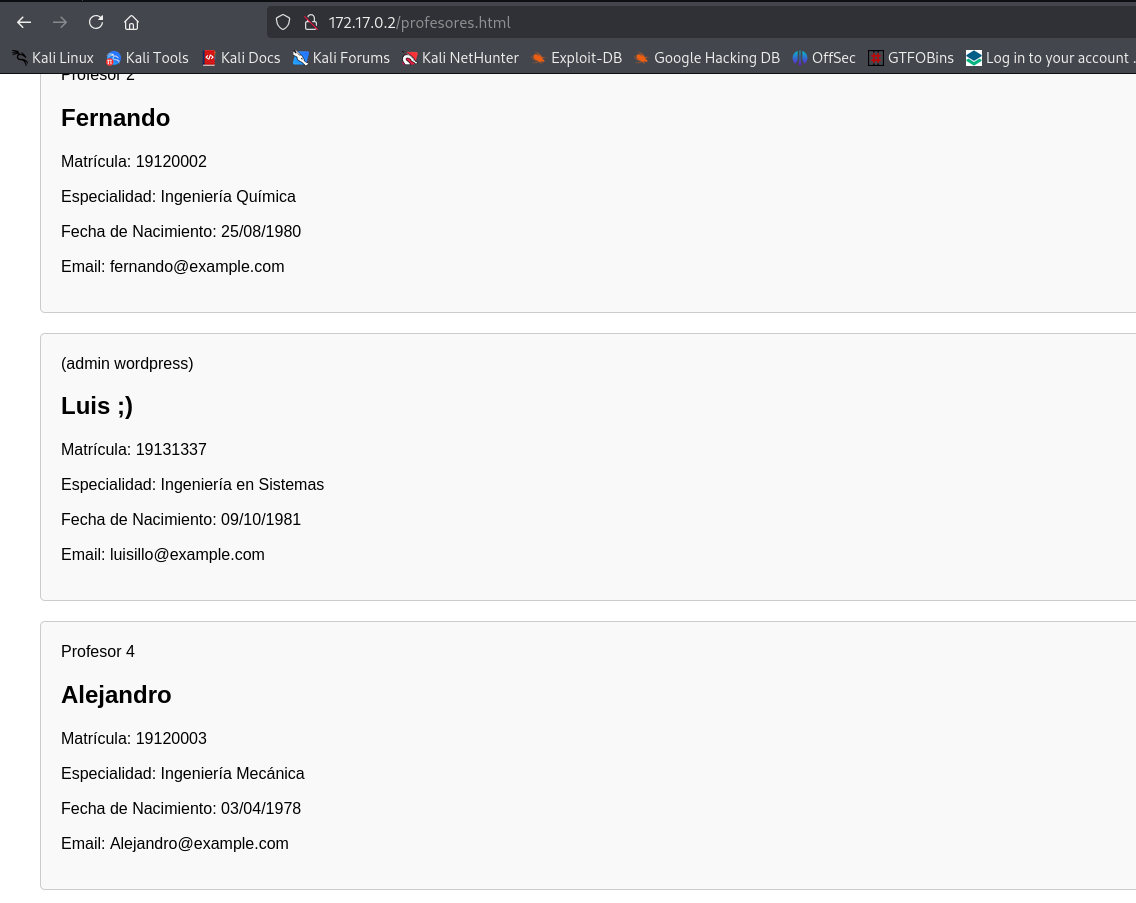 172.17.0.2/profesores.html
Kali Linux Kali Tools Kali Docs Kali Forums Kali NetHunter Exploit-DB Google Hacking DB OffSec GTFOBins Log in to your account .
Profesor 2
Fernando
Matrícula: 19120002
Especialidad: Ingeniería Química
Fecha de Nacimiento: 25/08/1980
Email: fernando@example.com
(admin wordpress)
Luis ;)
Matrícula: 19131337
Especialidad: Ingeniería en Sistemas
Fecha de Nacimiento: 09/10/1981
Email: luisillo@example.com
Profesor 4
Alejandro
Matrícula: 19120003
Especialidad: Ingeniería Mecánica
Fecha de Nacimiento: 03/04/1978
Email: Alejandro@example.com